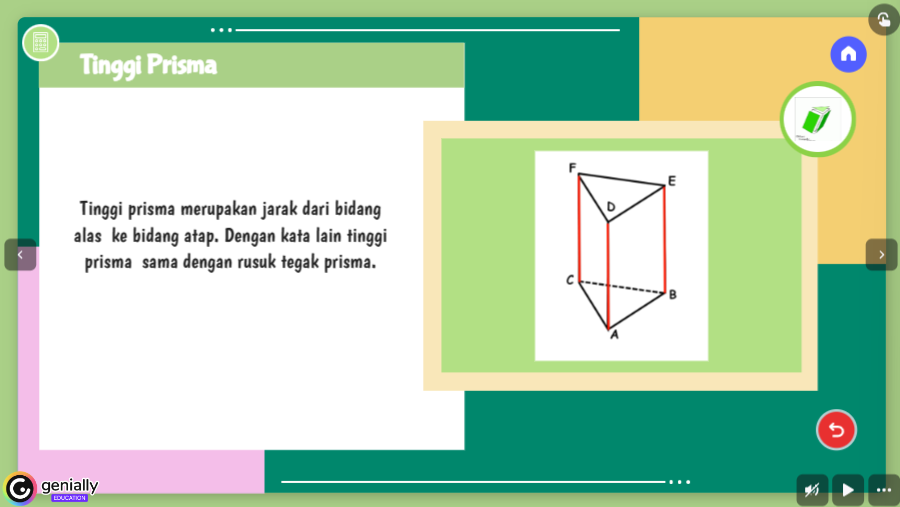 Tinggi Prisma
Tinggi prisma merupakan jarak dari bidang
alas ke bidang atap. Dengan kata lain tinggi
prisma sama dengan rusuk tegak prisma.
F
E
D
C
B
A
genially
EDUCATION